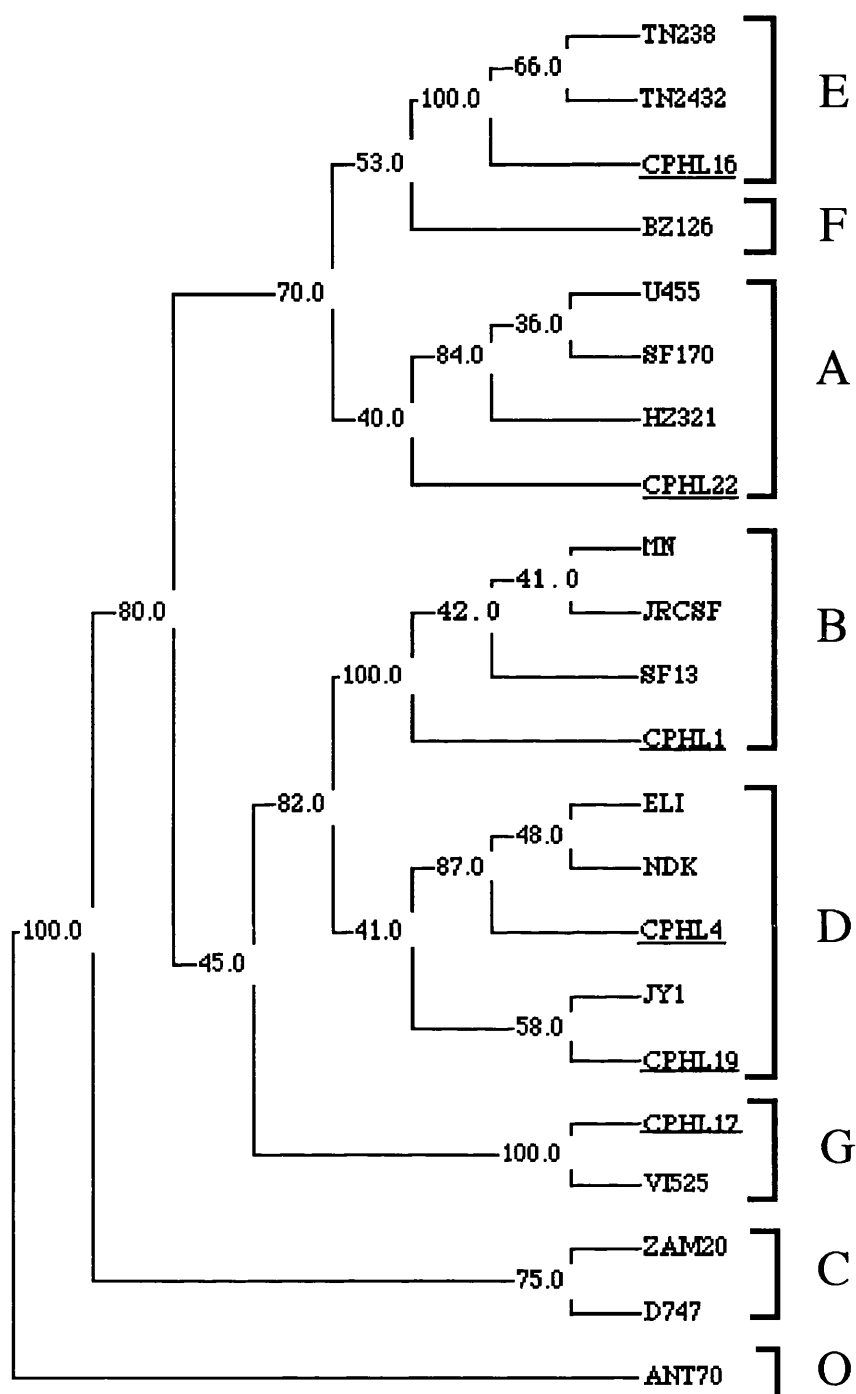 TN238
66.0
E
100.0
TN2432
53.0
CPHL16
BZ126
F
70.0
U455
36.0
84.0
SF170
A
40.0
HZ321
CPHL22
MN
41.0
80.0
42.0
JRCSF
B
100.0
SF13
CPHL1
82.0
ELI
48.0
87.0
NDK
100.0
41.0
CPHL4
D
45.0
JY1
58.0
CPHL19
CPHL17
100.0
G
VI525
ZAM20
75.0
C
D747
ANT70
O